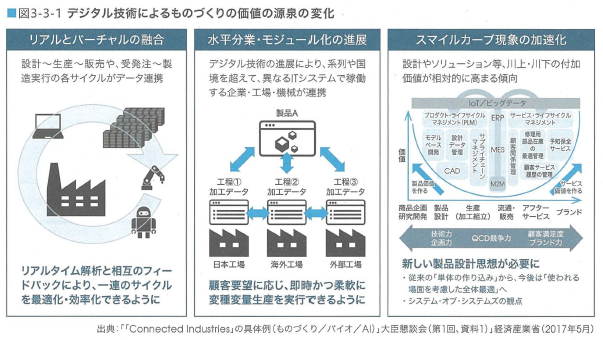 ■図3-3-1 デジタル技術によるものづくりの価値の源泉の変化
リアルとバーチャルの融合
設計～生産～販売や、受発注～製
造実行の各サイクルがデータ連携
リアルタイム解析と相互のフィー
ドバックにより、一連のサイクル
を最適化・効率化できるように
水平分業・モジュール化の進展
デジタル技術の進展により、系列や国
境を超えて、異なるITシステムで稼働
する企業・工場・機械が連携
製品A
工程①
加工データ
工程②
加工データ
工程③
加工データ
日本工場
海外工場
外部工場
顧客要望に応じ、即時かつ柔軟に
変種変量生産を実行できるように
スマイルカーブ現象の加速化
設計やソリューション等、川上・川下の付加
価値が相対的に高まる傾向
IoT/ビッグデータ
プロダクト・ライフサイクル
マネジメント(PLM)
ERP
サービス・ライフサイクル
マネジメント
モデル
ベース
開発
設計
データ
管理
CAD
サプライチェーン
マネジメント
MES
M2M
顧客関係管理
修理用
部品在庫の
最適管理
顧客サービス
履歴の管理
予知保全
サービス
価値
製品価値
を作る
サービス
価値を作る
商品企画
研究開発
製品
設計
生産
(加工組立)
流通・
販売
アフター
サービス
ブランド
技術力
企画力
QCD競争力
顧客満足度
ブランド力
新しい製品設計思想が必要に
・従来の「単体の作り込み」から、今後は「使われる
場面を考慮した全体最適」へ
・システム・オブ・システムズの観点
出典：「「Connected Industries」の具体例（ものづくり／バイオ／AI）」大臣懇談会（第1回、資料1）」経済産業省（2017年5月）